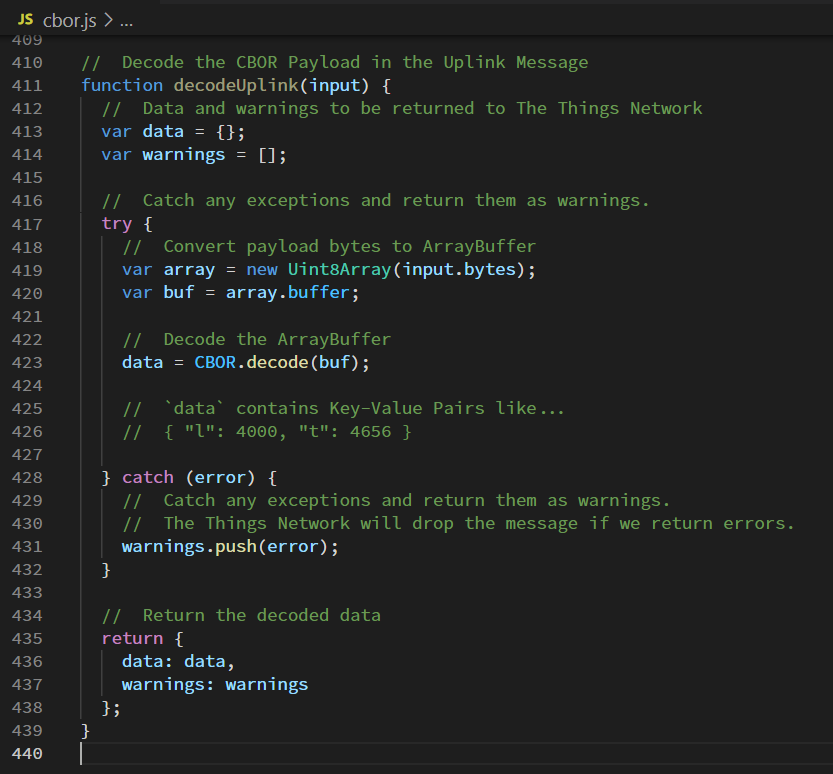 JS cbor.js > ...
409
410 //  Decode the CBOR Payload in the Uplink Message
411 function decodeUplink(input) {
412   //  Data and warnings to be returned to The Things Network
413   var data = {};
414   var warnings = [];
415
416   //  Catch any exceptions and return them as warnings.
417   try {
418     //  Convert payload bytes to ArrayBuffer
419     var array = new Uint8Array(input.bytes);
420     var buf = array.buffer;
421
422     //  Decode the ArrayBuffer
423     data = CBOR.decode(buf);
424
425     //  `data` contains Key-Value Pairs like...
426     //  { "l": 4000, "t": 4656 }
427
428   } catch (error) {
429     //  Catch any exceptions and return them as warnings.
430     //  The Things Network will drop the message if we return errors.
431     warnings.push(error);
432   }
433
434   //  Return the decoded data
435   return {
436     data: data,
437     warnings: warnings
438   };
439 }
440